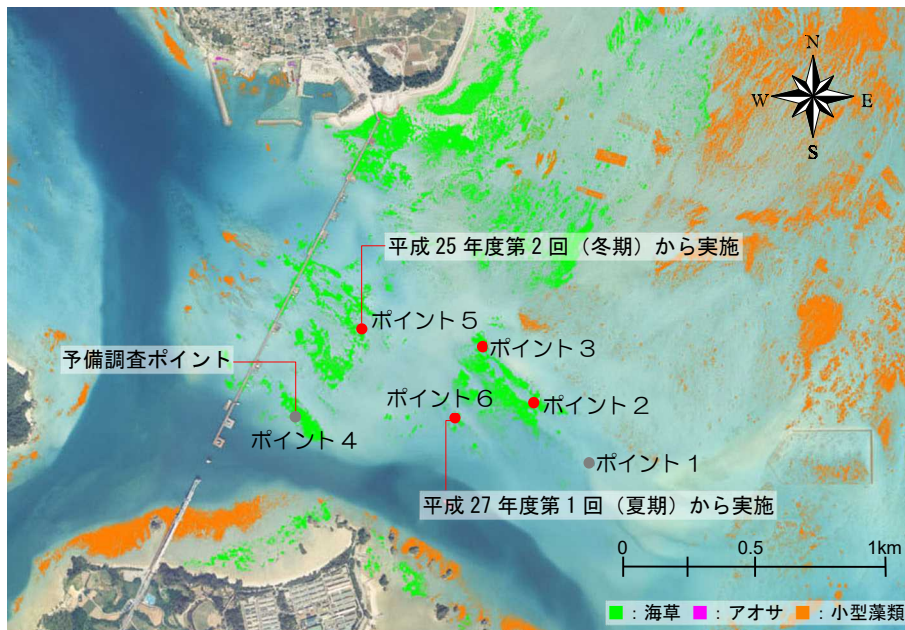 N
W E
S
平成 25 年度第 2 回（冬期）から実施
ポイント 5
ポイント 3
予備調査ポイント
ポイント 6
ポイント 2
ポイント 4
ポイント 1
平成 27 年度第 1 回（夏期）から実施
0 0.5 1km
：海草 ：アオサ ：小型藻類